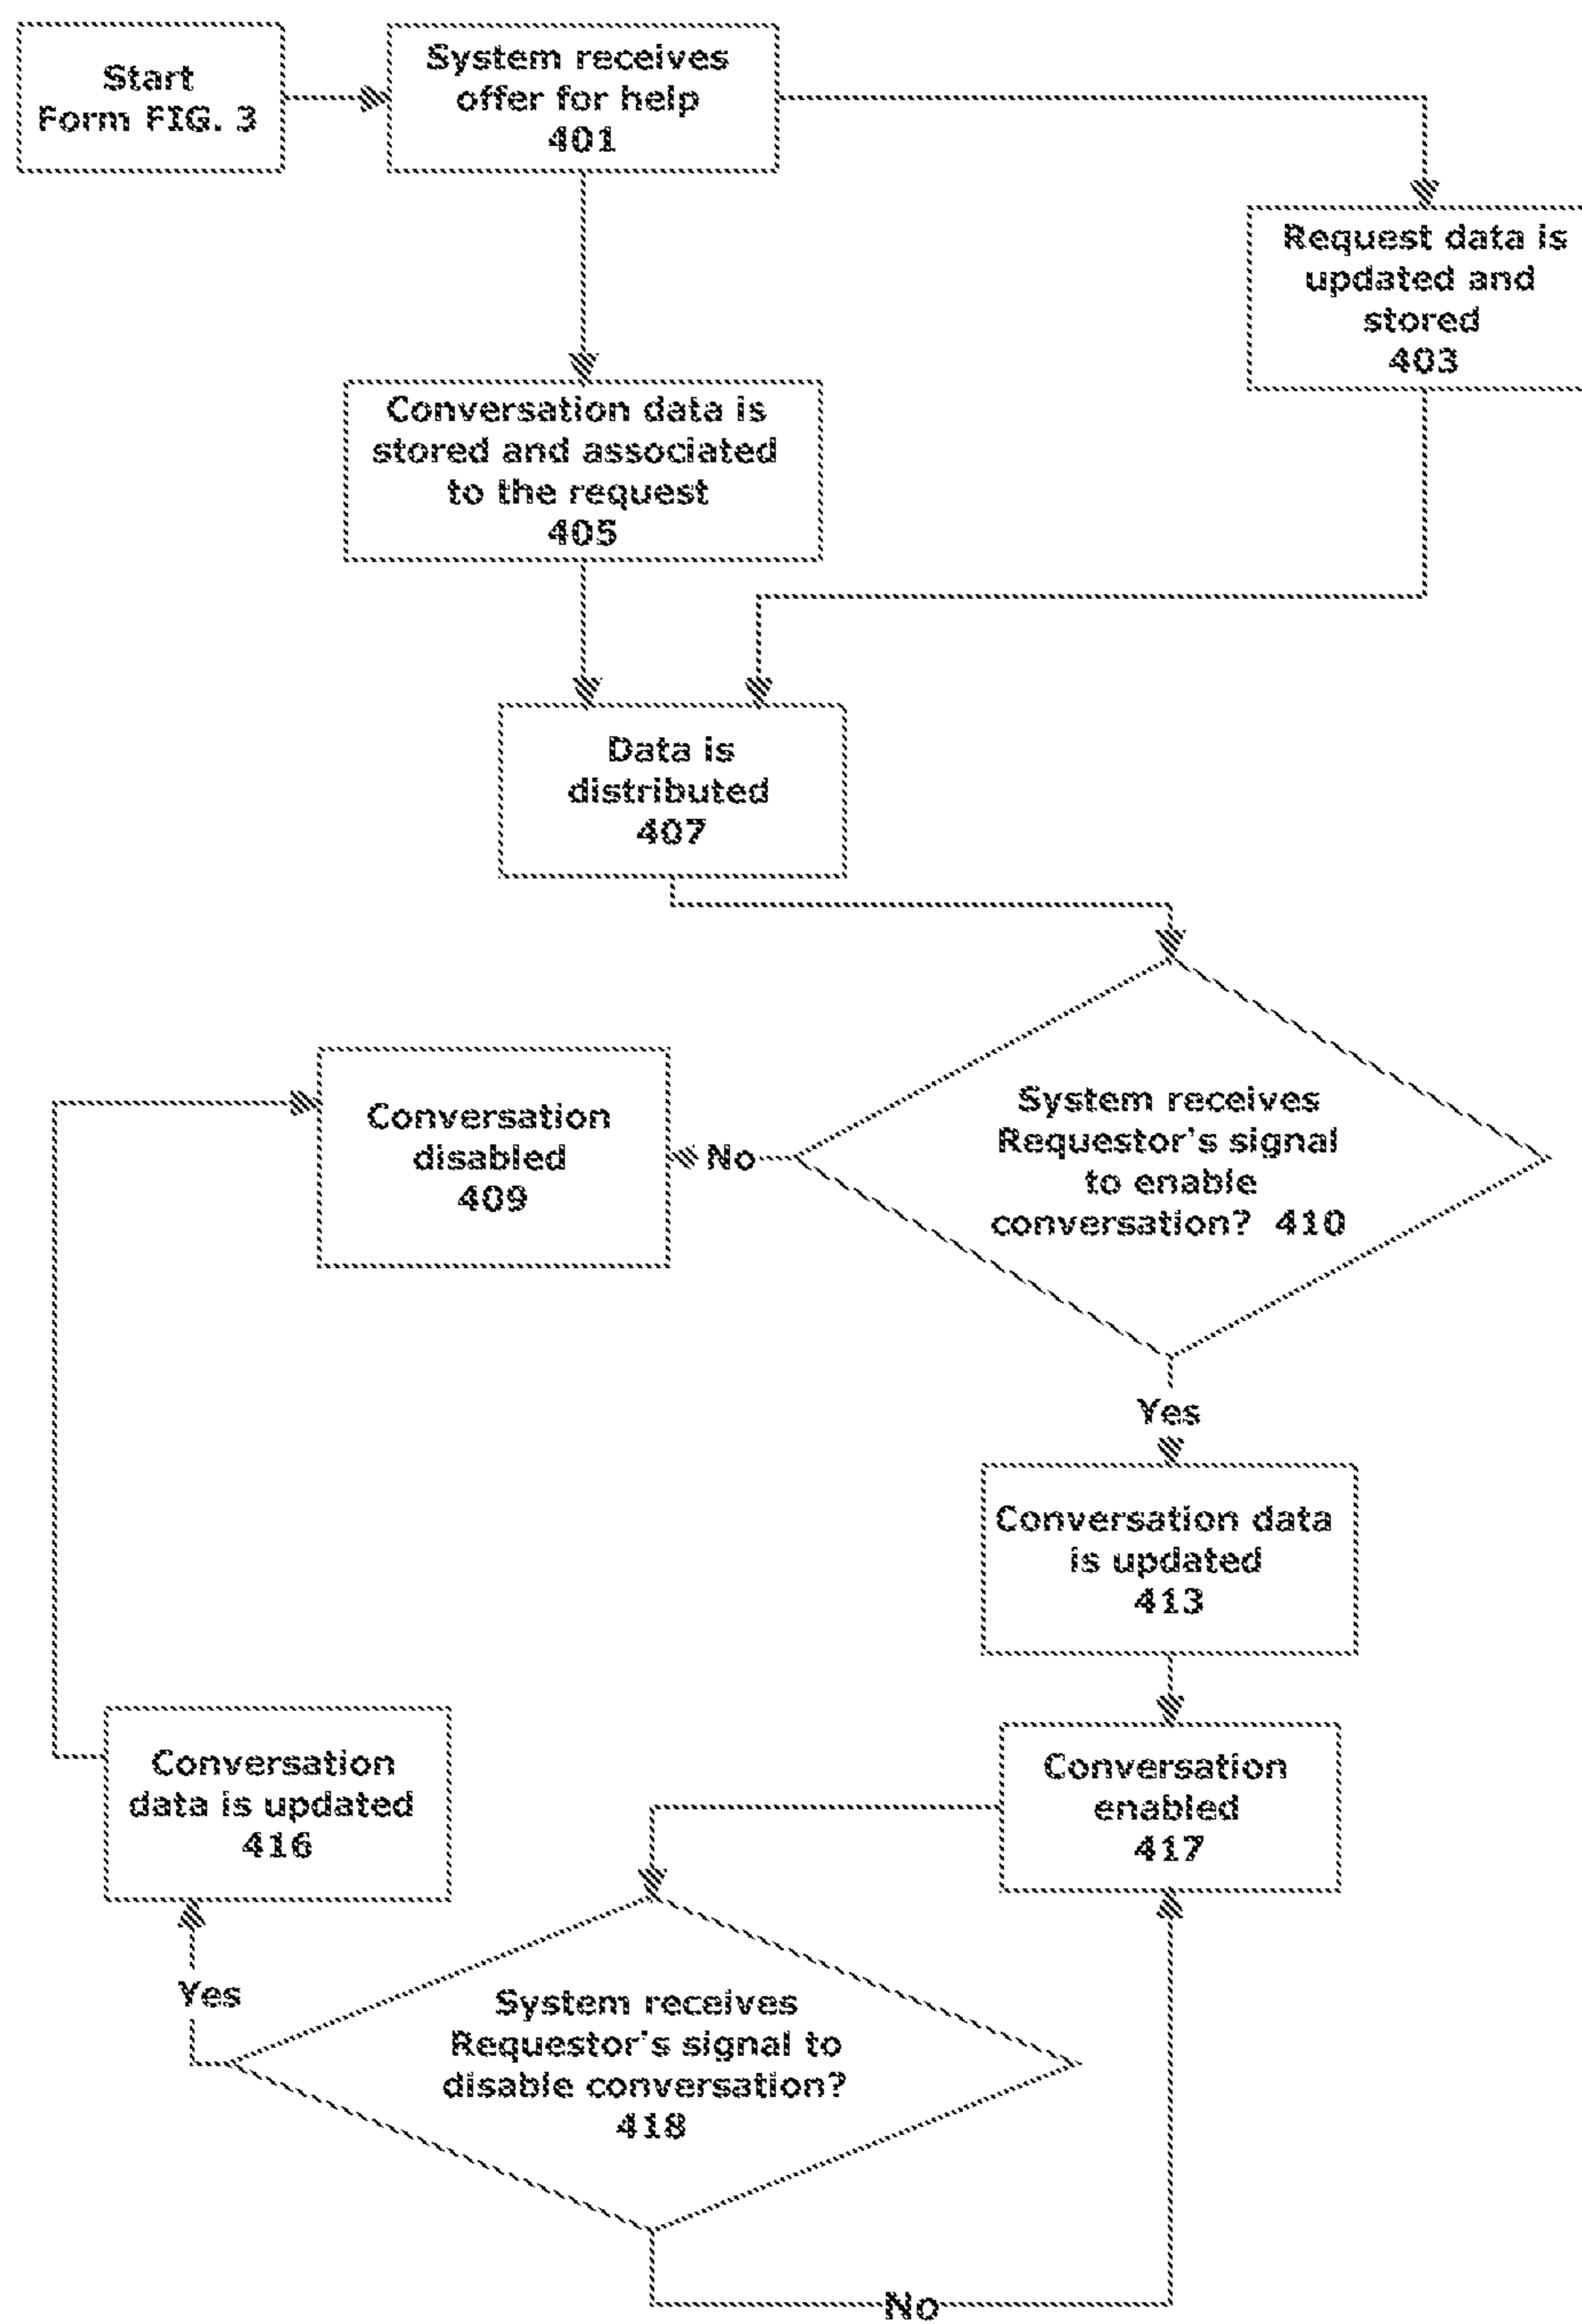 Start
Form FIG. 3
System receives
offer for help
401
Request data is
updated and
stored
403
Conversation data is
stored and associated
to the request
405
Data is
distributed
407
System receives
Requestor's signal
to enable
conversation? 410
No
Conversation
disabled
409
Yes
Conversation data
is updated
413
Conversation
enabled
417
Conversation
data is updated
416
Yes
System receives
Requestor's signal to
disable conversation?
418
No